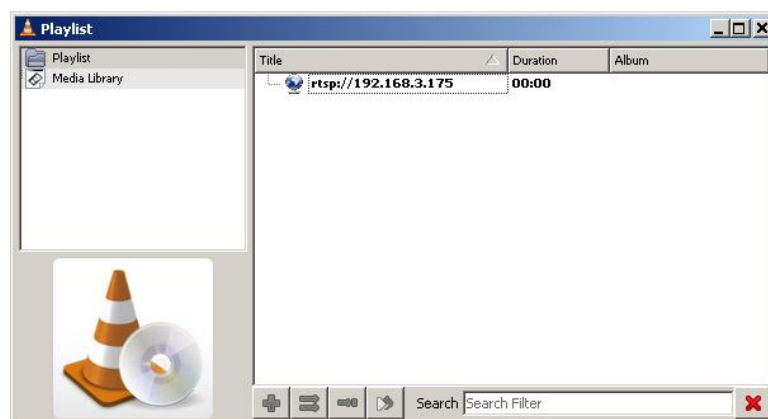 Playlist
Playlist
Media Library
Title Duration Album
rtsp://192.168.3.175 00:00
Search Search Filter